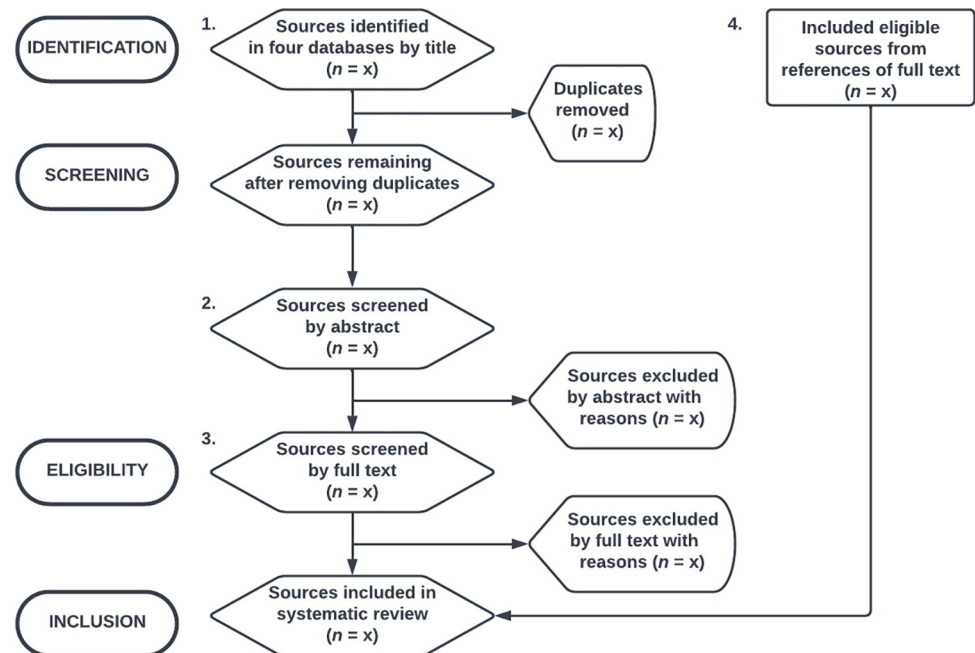 IDENTIFICATION
1.
Sources identified
in four databases by title
(n = x)
4.
Included eligible
sources from
references of full text
(n = x)
Duplicates
removed
(n = x)
SCREENING
Sources remaining
after removing duplicates
(n = x)
2.
Sources screened
by abstract
(n = x)
Sources excluded
by abstract with
reasons (n = x)
ELIGIBILITY
3.
Sources screened
by full text
(n = x)
Sources excluded
by full text with
reasons (n = x)
INCLUSION
Sources included in
systematic review
(n = x)